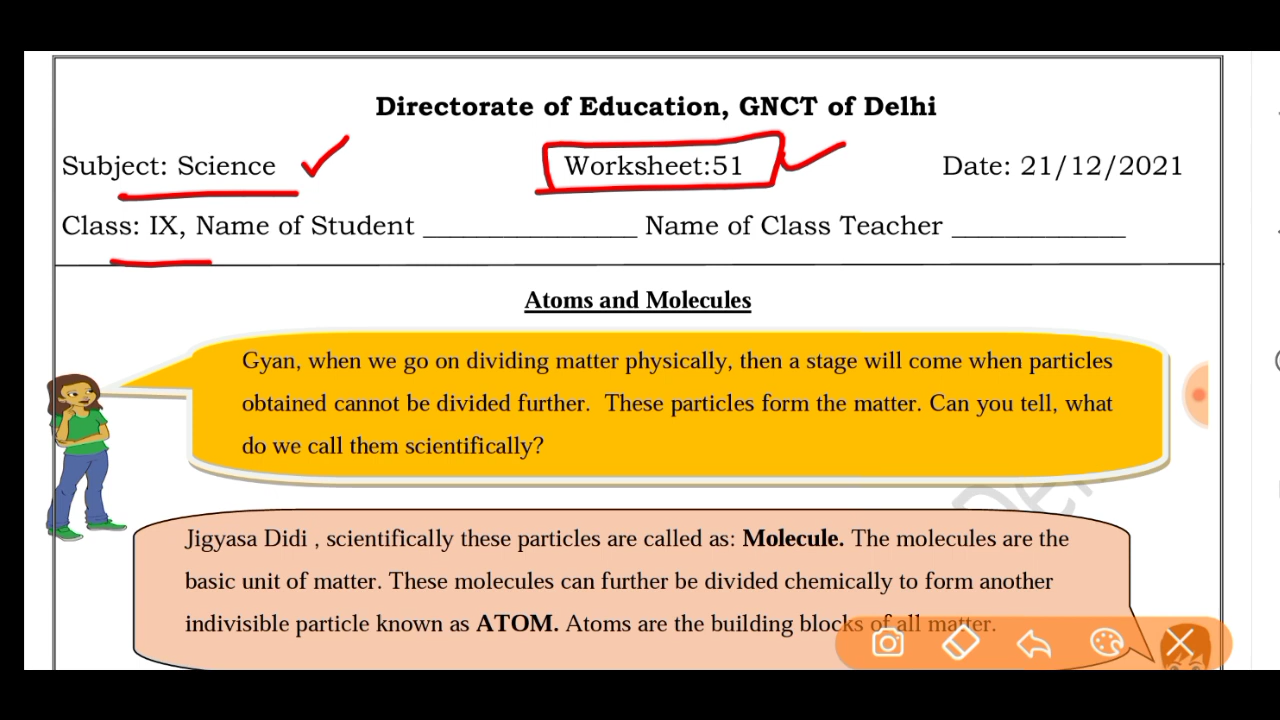 Directorate of Education, GNCT of Delhi
Subject: Science Worksheet:51 Date: 21/12/2021
Class: IX, Name of Student _______________ Name of Class Teacher ____________
Atoms and Molecules
Gyan, when we go on dividing matter physically, then a stage will come when particles
obtained cannot be divided further. These particles form the matter. Can you tell, what
do we call them scientifically?
Jigyasa Didi , scientifically these particles are called as: Molecule. The molecules are the
basic unit of matter. These molecules can further be divided chemically to form another
indivisible particle known as ATOM. Atoms are the building blocks of all matter.